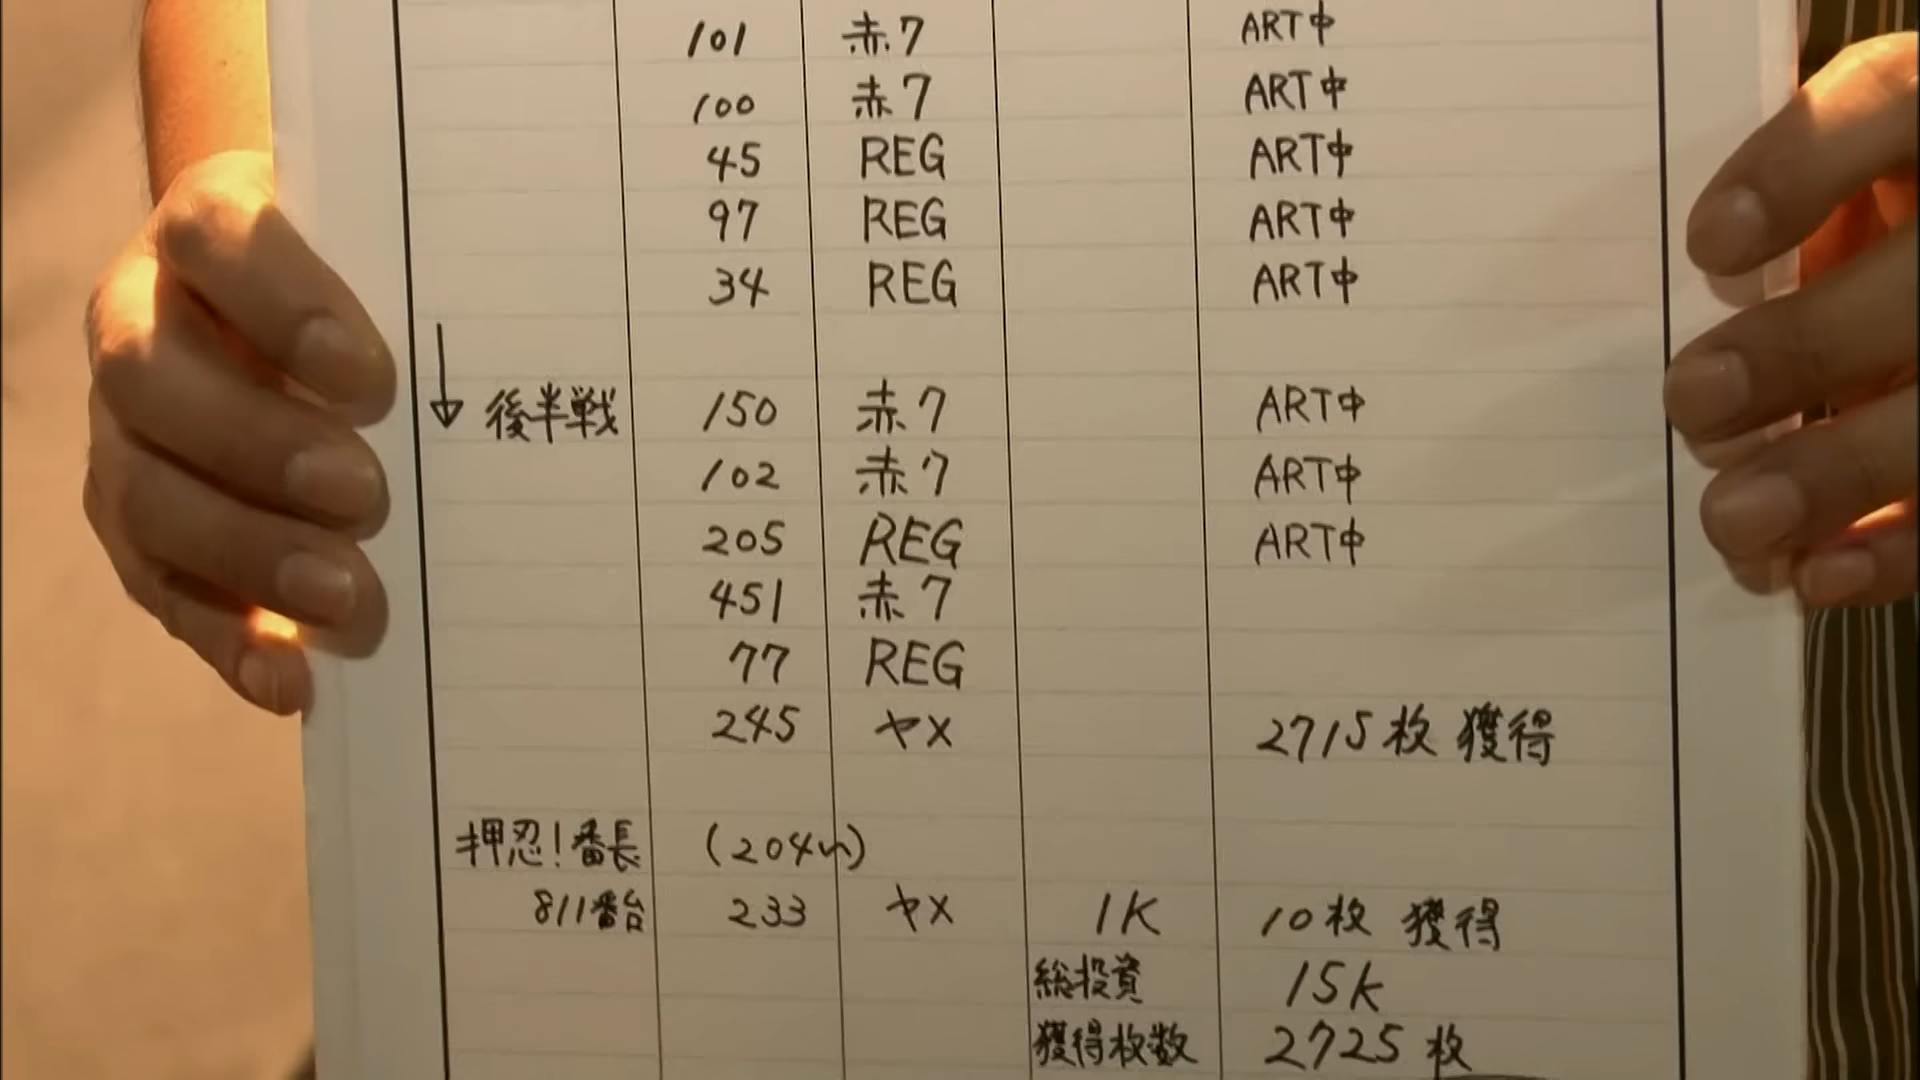 101 赤7 ART中
100 赤7 ART中
45 REG ART中
97 REG ART中
34 REG ART中
↓ 後半戦 150 赤7 ART中
102 赤7 ART中
205 REG ART中
451 赤7
77 REG
245 ヤメ 2715枚 獲得
押忍!番長 (204〜)
811番台 233 ヤメ 1K 10枚 獲得
総投資 15K
獲得枚数 2725枚